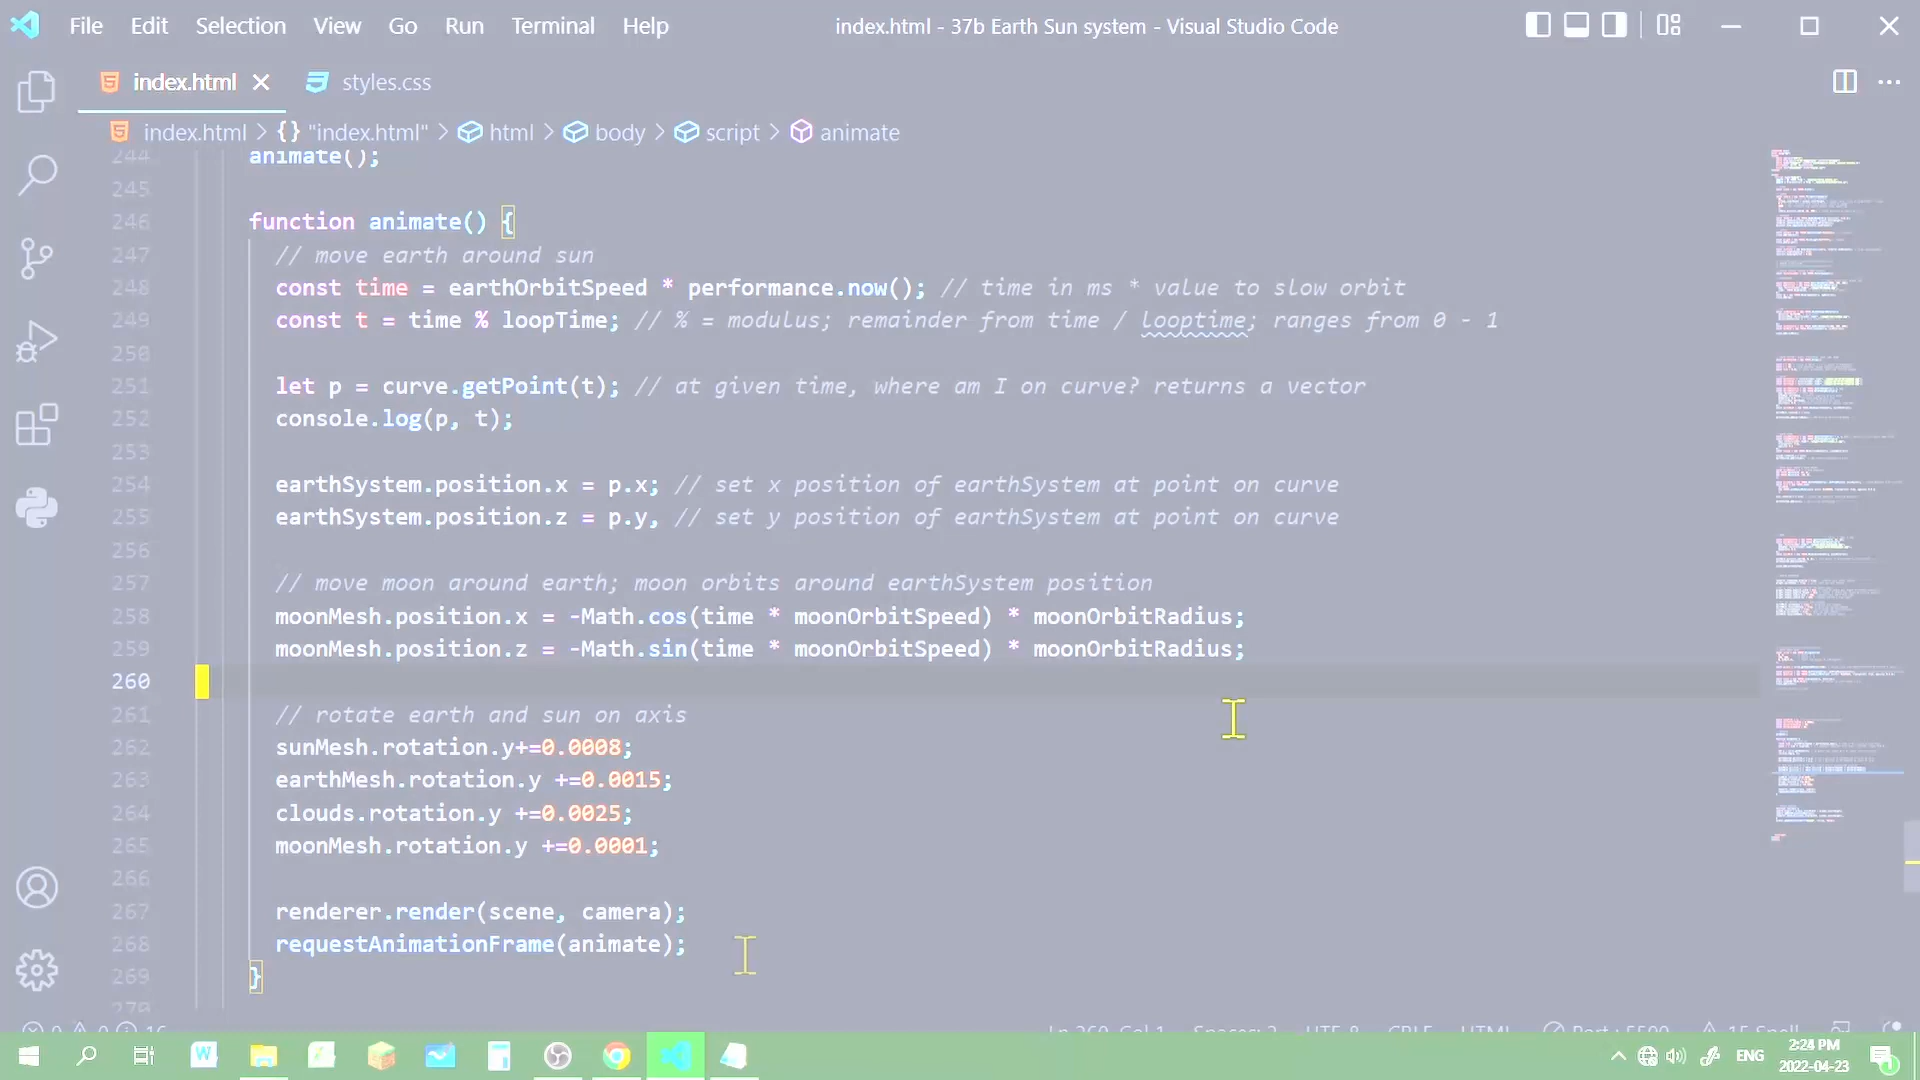 File Edit Selection View Go Run Terminal Help index.html - 37b Earth Sun system - Visual Studio Code
index.html styles.css
index.html > {} "index.html" > html > body > script > animate
244 animate();
245
246 function animate() {
247 // move earth around sun
248 const time = earthOrbitSpeed * performance.now(); // time in ms * value to slow orbit
249 const t = time % loopTime; // % = modulus; remainder from time / looptime; ranges from 0 - 1
250
251 let p = curve.getPoint(t); // at given time, where am I on curve? returns a vector
252 console.log(p, t);
253
254 earthSystem.position.x = p.x; // set x position of earthSystem at point on curve
255 earthSystem.position.z = p.y, // set y position of earthSystem at point on curve
256
257 // move moon around earth; moon orbits around earthSystem position
258 moonMesh.position.x = -Math.cos(time * moonOrbitSpeed) * moonOrbitRadius;
259 moonMesh.position.z = -Math.sin(time * moonOrbitSpeed) * moonOrbitRadius;
260
261 // rotate earth and sun on axis
262 sunMesh.rotation.y+=0.0008;
263 earthMesh.rotation.y +=0.0015;
264 clouds.rotation.y +=0.0025;
265 moonMesh.rotation.y +=0.0001;
266
267 renderer.render(scene, camera);
268 requestAnimationFrame(animate);
269 }
270
ENG 2:24 PM
2022-04-23